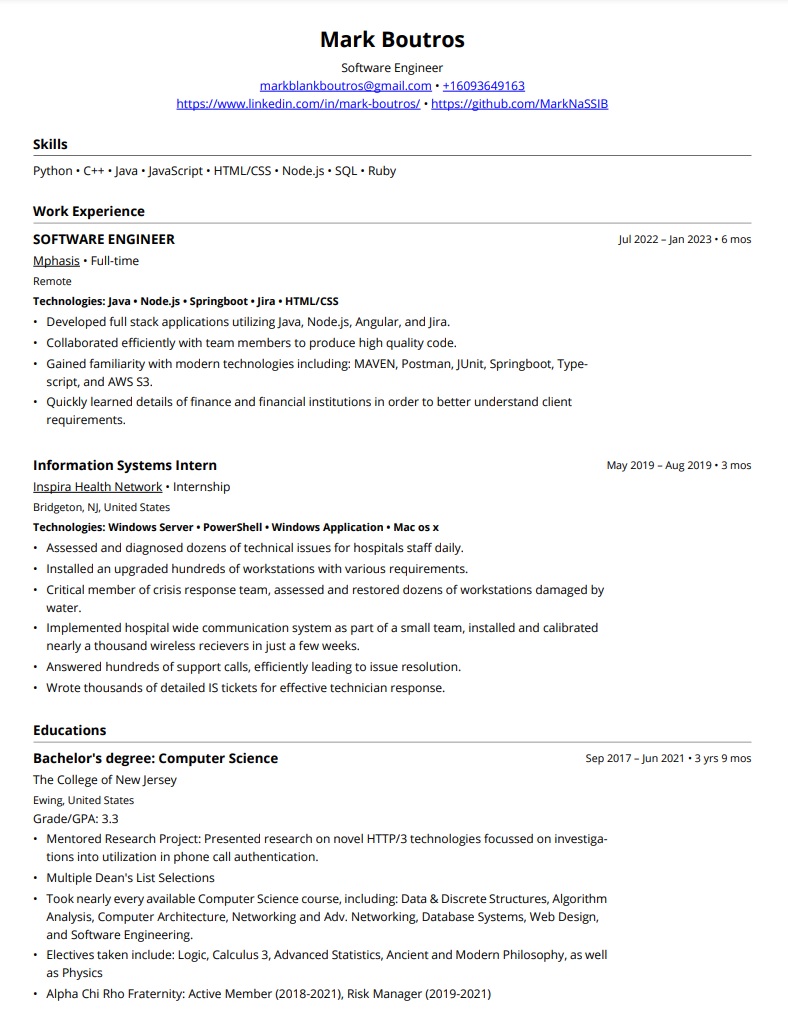 Mark Boutros
Software Engineer
markblankboutros@gmail.com • +16093649163
https://www.linkedin.com/in/mark-boutros/ • https://github.com/MarkNaSSIB
Skills
Python • C++ • Java • JavaScript • HTML/CSS • Node.js • SQL • Ruby
Work Experience
SOFTWARE ENGINEER Jul 2022 – Jan 2023 • 6 mos
Mphasis • Full-time
Remote
Technologies: Java • Node.js • Springboot • Jira • HTML/CSS
• Developed full stack applications utilizing Java, Node.js, Angular, and Jira.
• Collaborated efficiently with team members to produce high quality code.
• Gained familiarity with modern technologies including: MAVEN, Postman, JUnit, Springboot, Type-
script, and AWS S3.
• Quickly learned details of finance and financial institutions in order to better understand client
requirements.
Information Systems Intern May 2019 – Aug 2019 • 3 mos
Inspira Health Network • Internship
Bridgeton, NJ, United States
Technologies: Windows Server • PowerShell • Windows Application • Mac os x
• Assessed and diagnosed dozens of technical issues for hospitals staff daily.
• Installed an upgraded hundreds of workstations with various requirements.
• Critical member of crisis response team, assessed and restored dozens of workstations damaged by
water.
• Implemented hospital wide communication system as part of a small team, installed and calibrated
nearly a thousand wireless recievers in just a few weeks.
• Answered hundreds of support calls, efficiently leading to issue resolution.
• Wrote thousands of detailed IS tickets for effective technician response.
Educations
Bachelor's degree: Computer Science Sep 2017 – Jun 2021 • 3 yrs 9 mos
The College of New Jersey
Ewing, United States
Grade/GPA: 3.3
• Mentored Research Project: Presented research on novel HTTP/3 technologies focussed on investiga-
tions into utilization in phone call authentication.
• Multiple Dean's List Selections
• Took nearly every available Computer Science course, including: Data & Discrete Structures, Algorithm
Analysis, Computer Architecture, Networking and Adv. Networking, Database Systems, Web Design,
and Software Engineering.
• Electives taken include: Logic, Calculus 3, Advanced Statistics, Ancient and Modern Philosophy, as well
as Physics
• Alpha Chi Rho Fraternity: Active Member (2018-2021), Risk Manager (2019-2021)